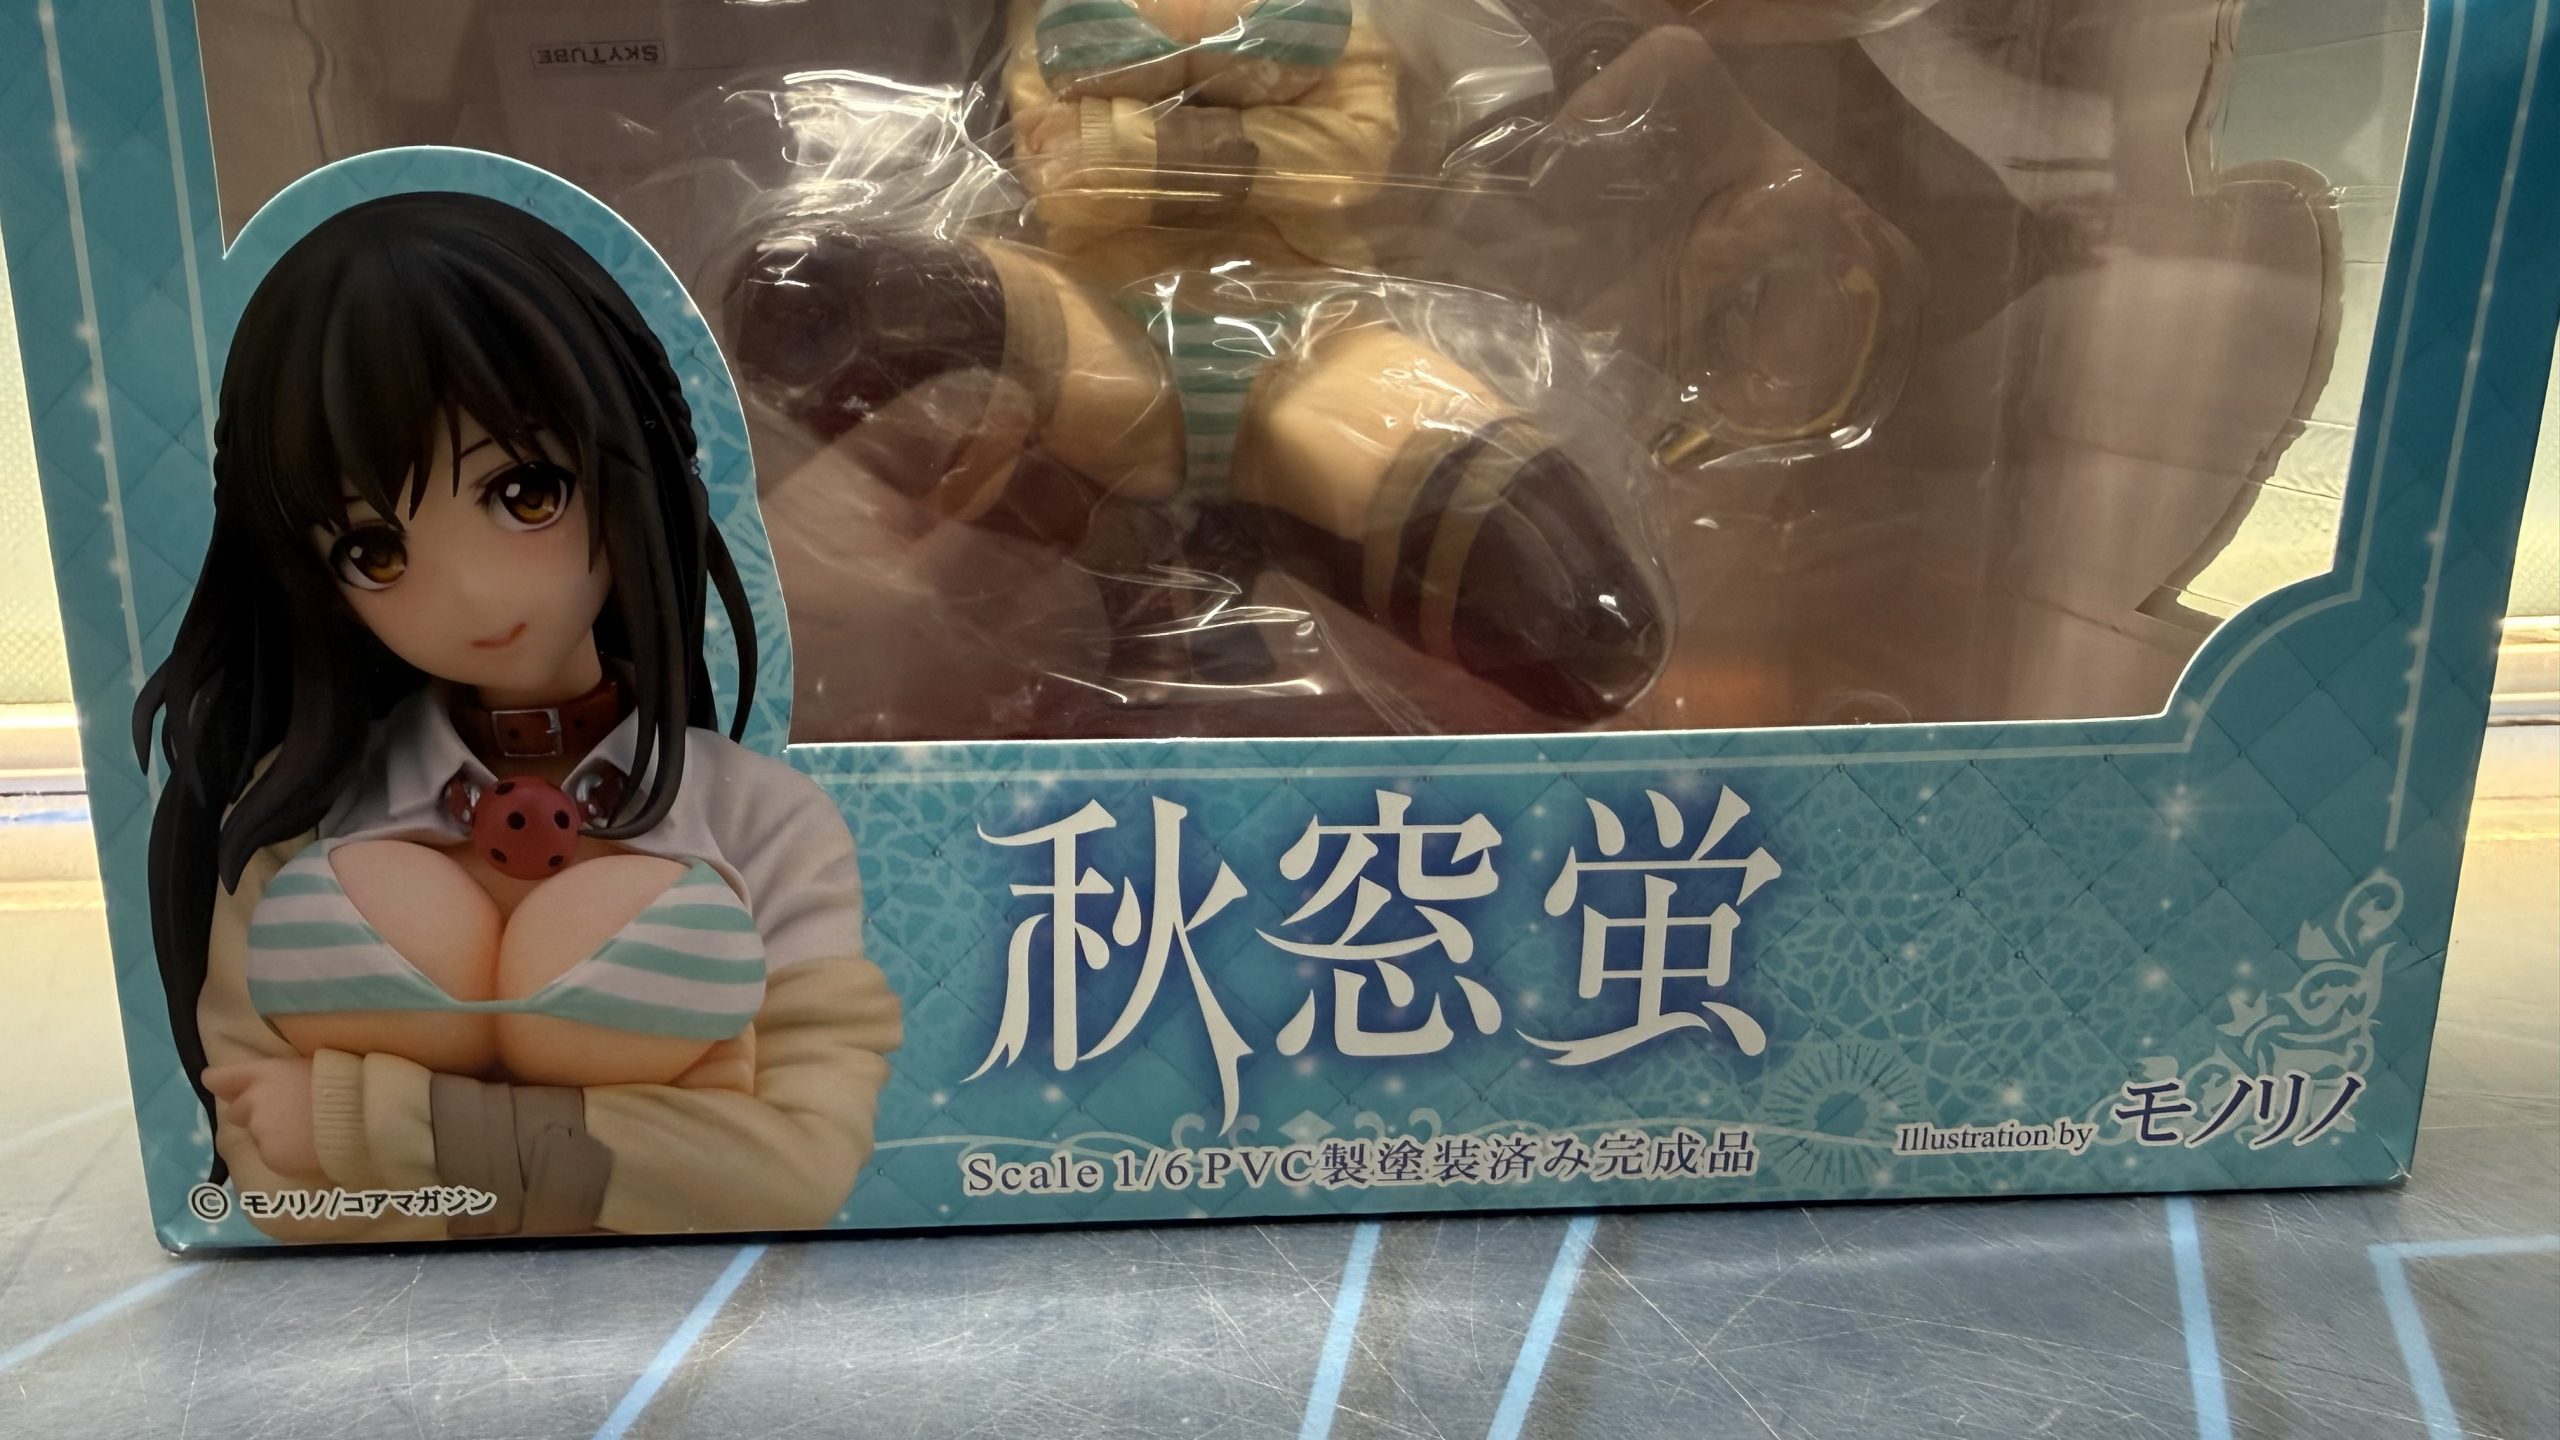 SKYTUBE
秋窓蛍
Scale 1/6 PVC製塗装済み完成品
Illustration by モノリノ
© モノリノ/コアマガジン